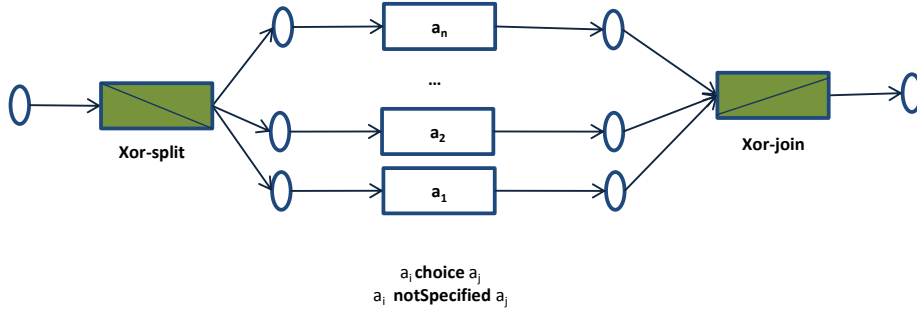 aₙ
...
Xor-split
a₂
Xor-join
a₁
aᵢ choice aⱼ
aᵢ notSpecified aⱼ